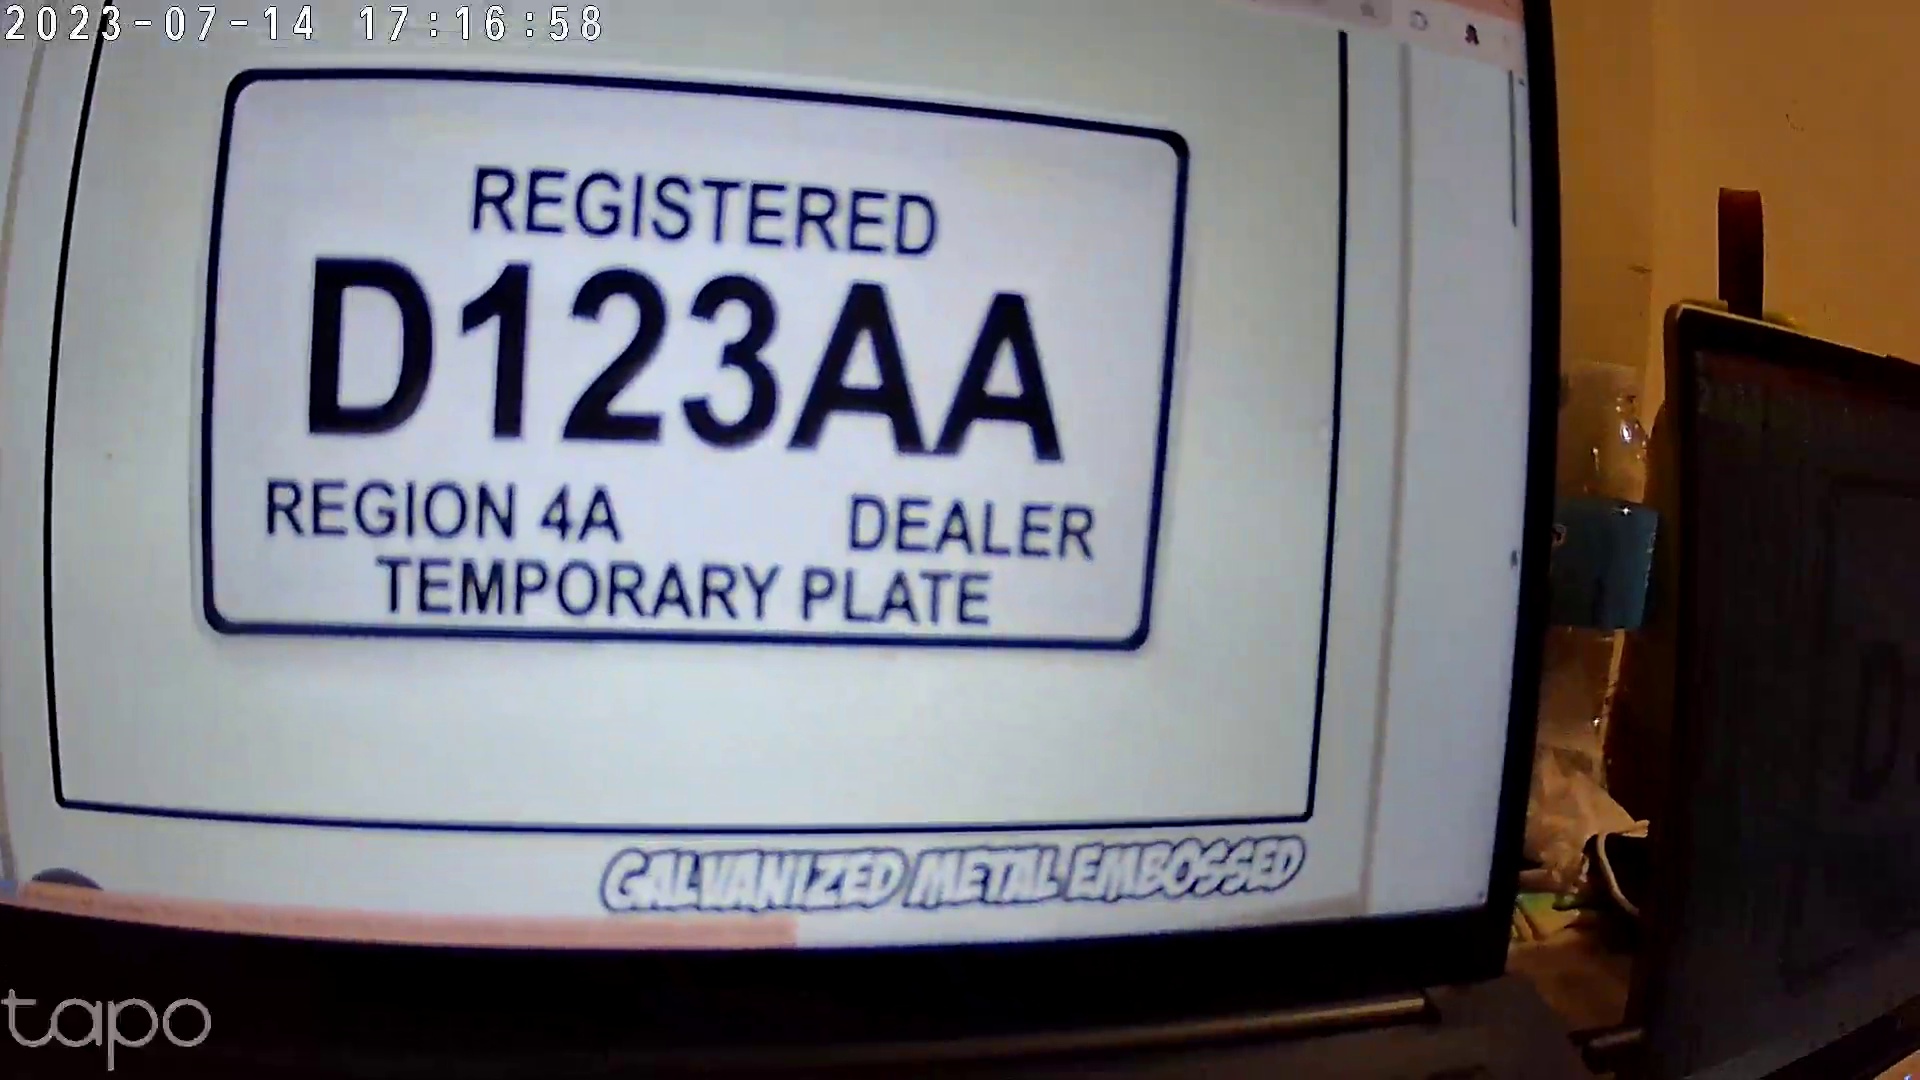 2023-07-14 17:16:58
REGISTERED
D123AA
REGION 4A DEALER
TEMPORARY PLATE
GALVANIZED METAL EMBOSSED
tapo